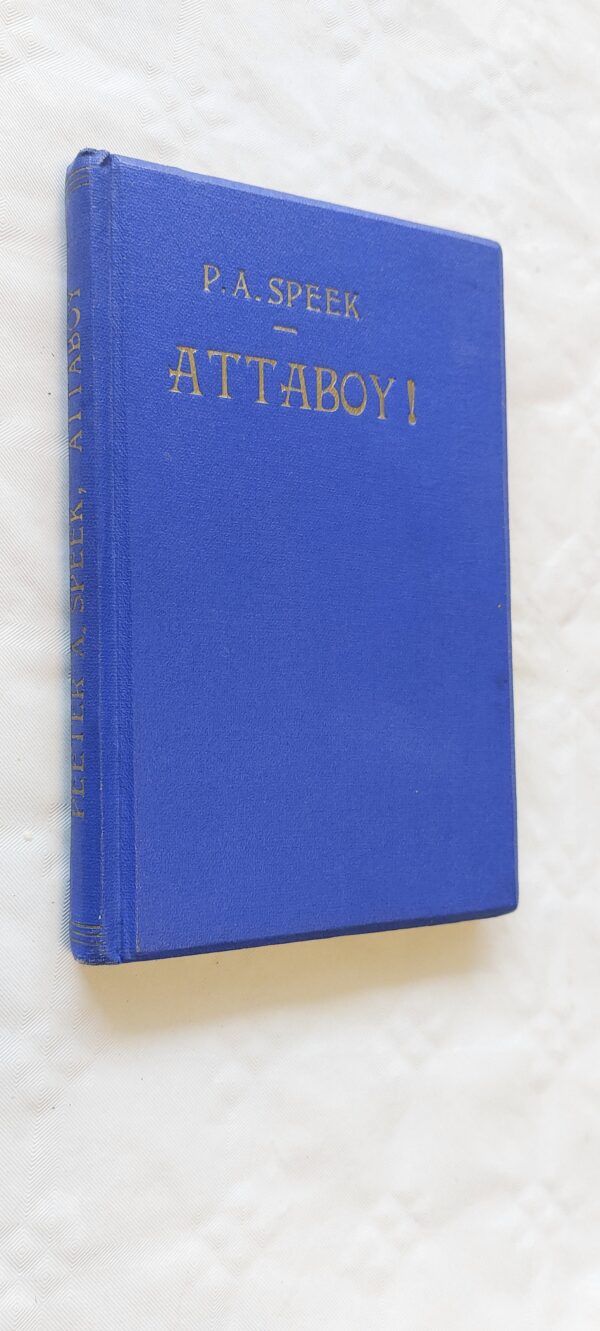 P. A. SPEEK
ATTABOY!
PEETER A. SPEEK, ATTABOY